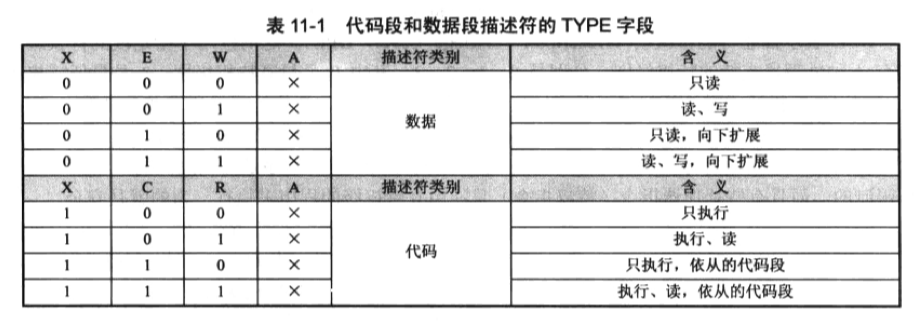 表 11-1 代码段和数据段描述符的 TYPE 字段
X E W A 描述符类别 含 义
0 0 0 × 数据 只读
0 0 1 × 读、写
0 1 0 × 只读，向下扩展
0 1 1 × 读、写，向下扩展
X C R A 描述符类别 含 义
1 0 0 × 代码 只执行
1 0 1 × 执行、读
1 1 0 × 只执行，依从的代码段
1 1 1 × 执行、读，依从的代码段